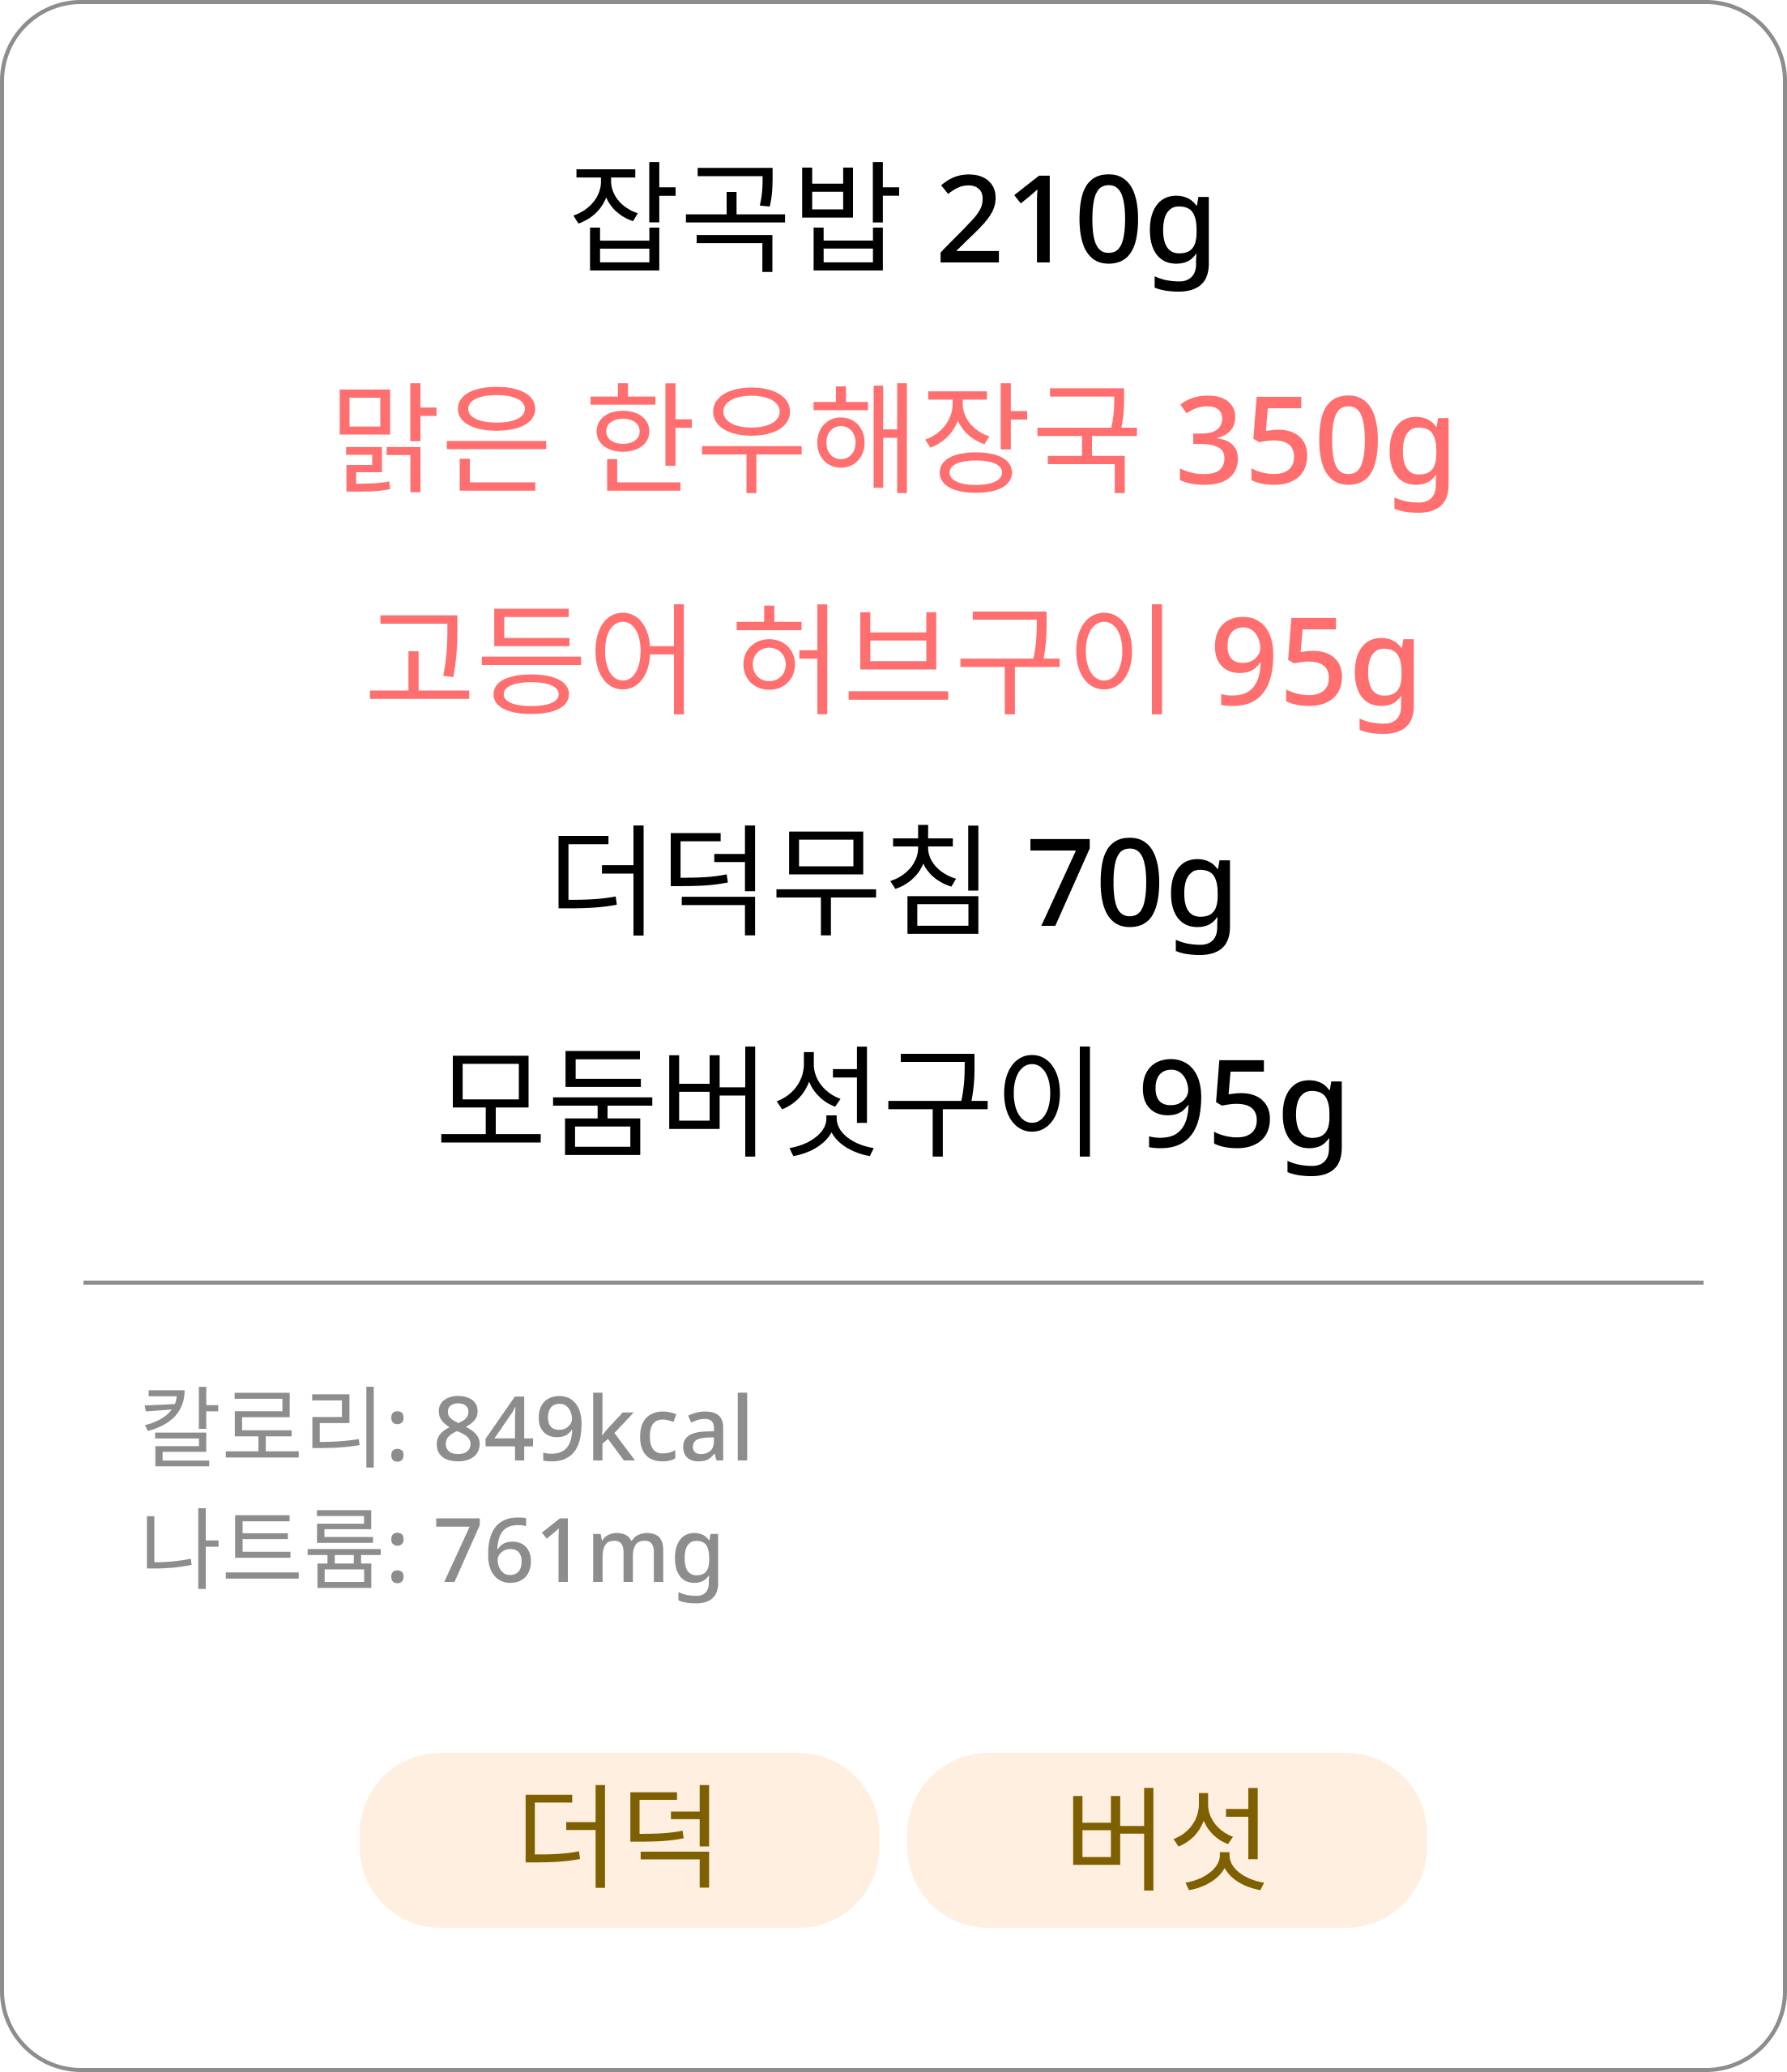 잡곡밥 210g
맑은 한우해장국 350g
고등어 허브구이 95g
더덕무침 70g
모듬버섯구이 95g
칼로리: 849kcal
나트륨: 761mg
더덕 버섯